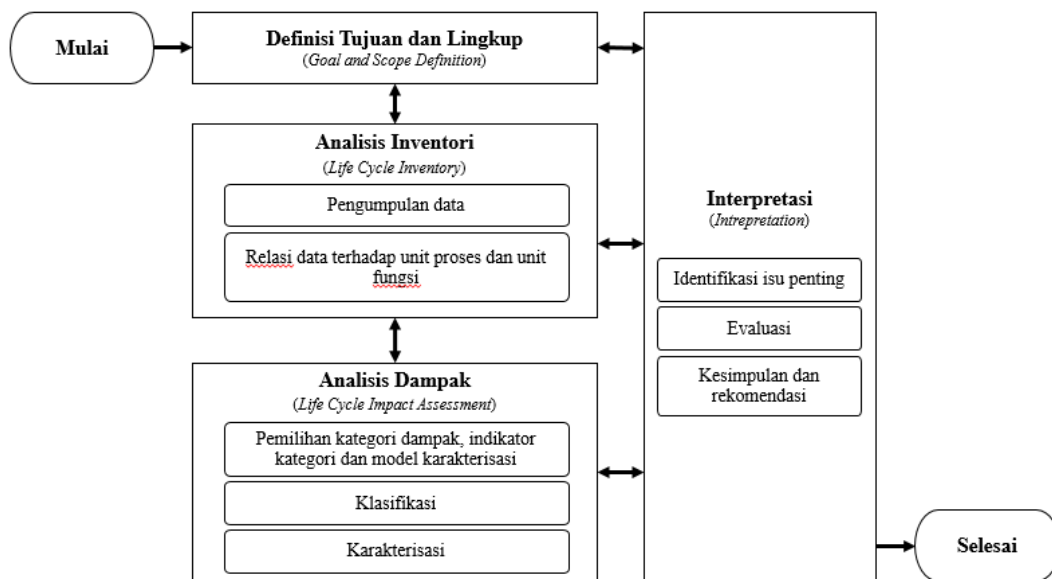 Mulai
Definisi Tujuan dan Lingkup
(Goal and Scope Definition)
Analisis Inventori
(Life Cycle Inventory)
Pengumpulan data
Relasi data terhadap unit proses dan unit
fungsi
Analisis Dampak
(Life Cycle Impact Assessment)
Pemilihan kategori dampak, indikator
kategori dan model karakterisasi
Klasifikasi
Karakterisasi
Interpretasi
(Intrepretation)
Identifikasi isu penting
Evaluasi
Kesimpulan dan
rekomendasi
Selesai